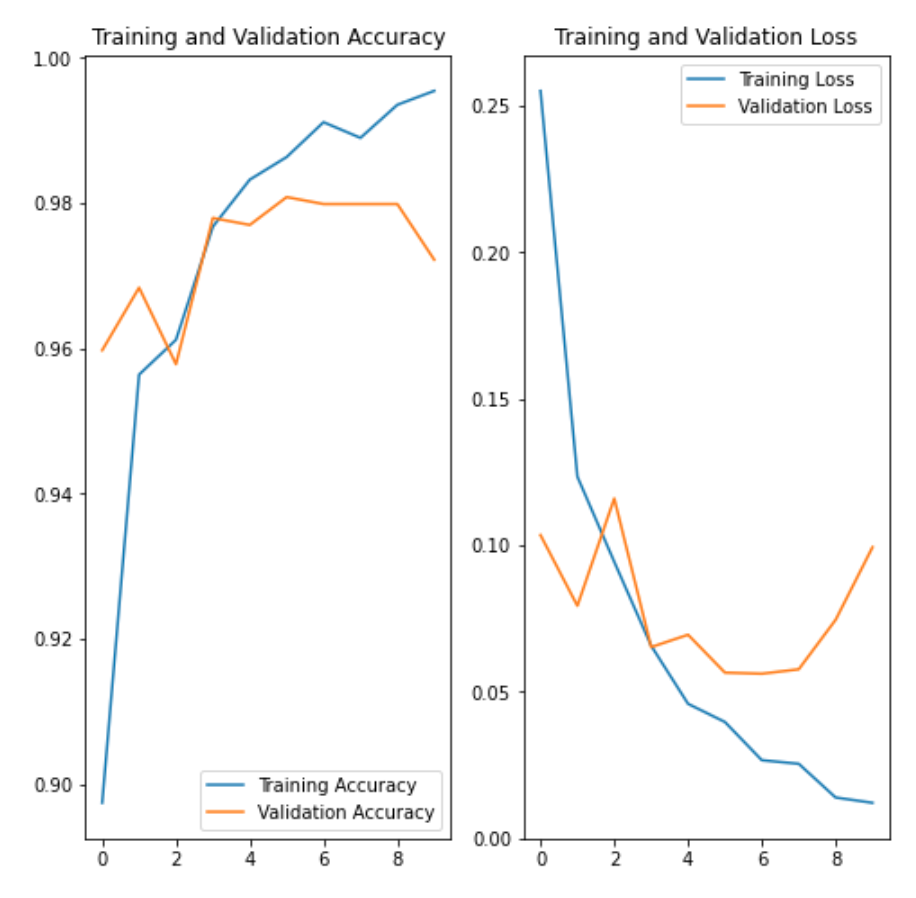 Training and Validation Accuracy
1.00
0.98
0.96
0.94
0.92
0.90
0 2 4 6 8
Training Accuracy
Validation Accuracy
Training and Validation Loss
0.25
0.20
0.15
0.10
0.05
0.00
0 2 4 6 8
Training Loss
Validation Loss